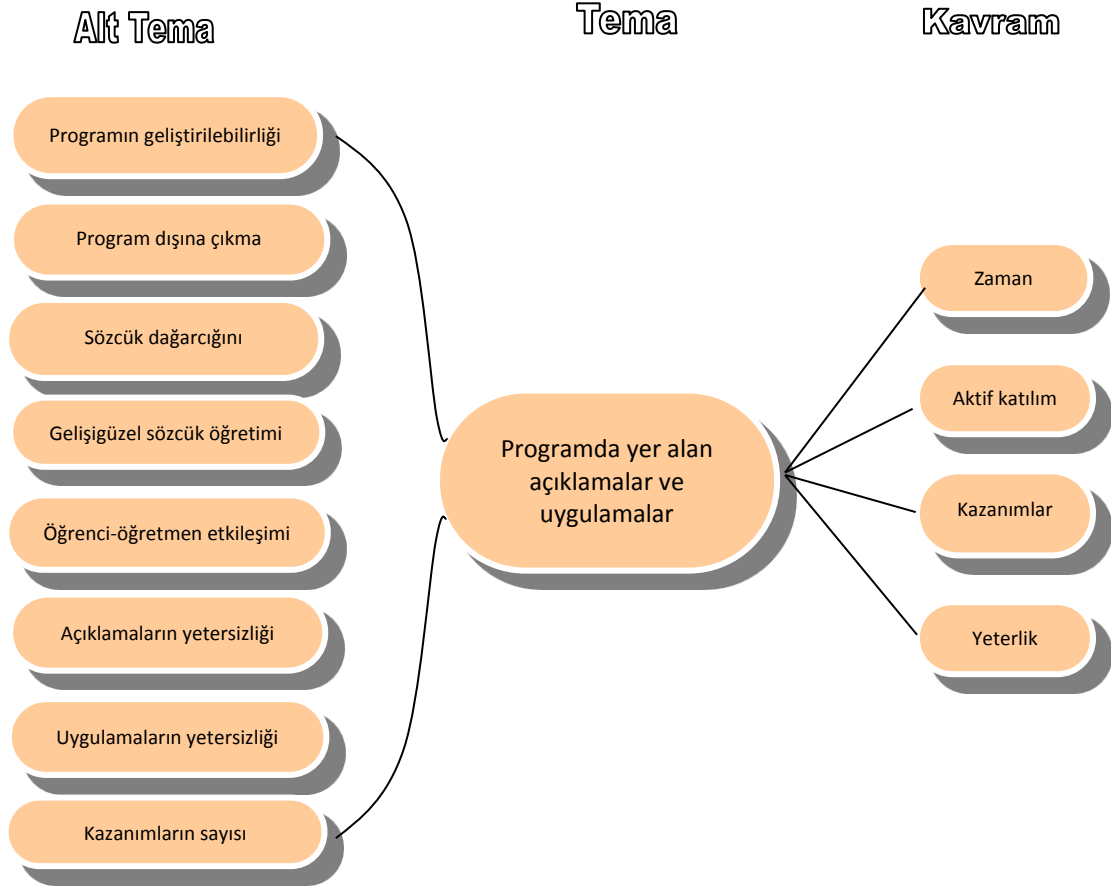 Alt Tema
Tema
Kavram
Programın geliştirilebilirliği
Program dışına çıkma
Sözcük dağarcığını
Gelişigüzel sözcük öğretimi
Öğrenci-öğretmen etkileşimi
Açıklamaların yetersizliği
Uygulamaların yetersizliği
Kazanımların sayısı
Programda yer alan
açıklamalar ve
uygulamalar
Zaman
Aktif katılım
Kazanımlar
Yeterlik